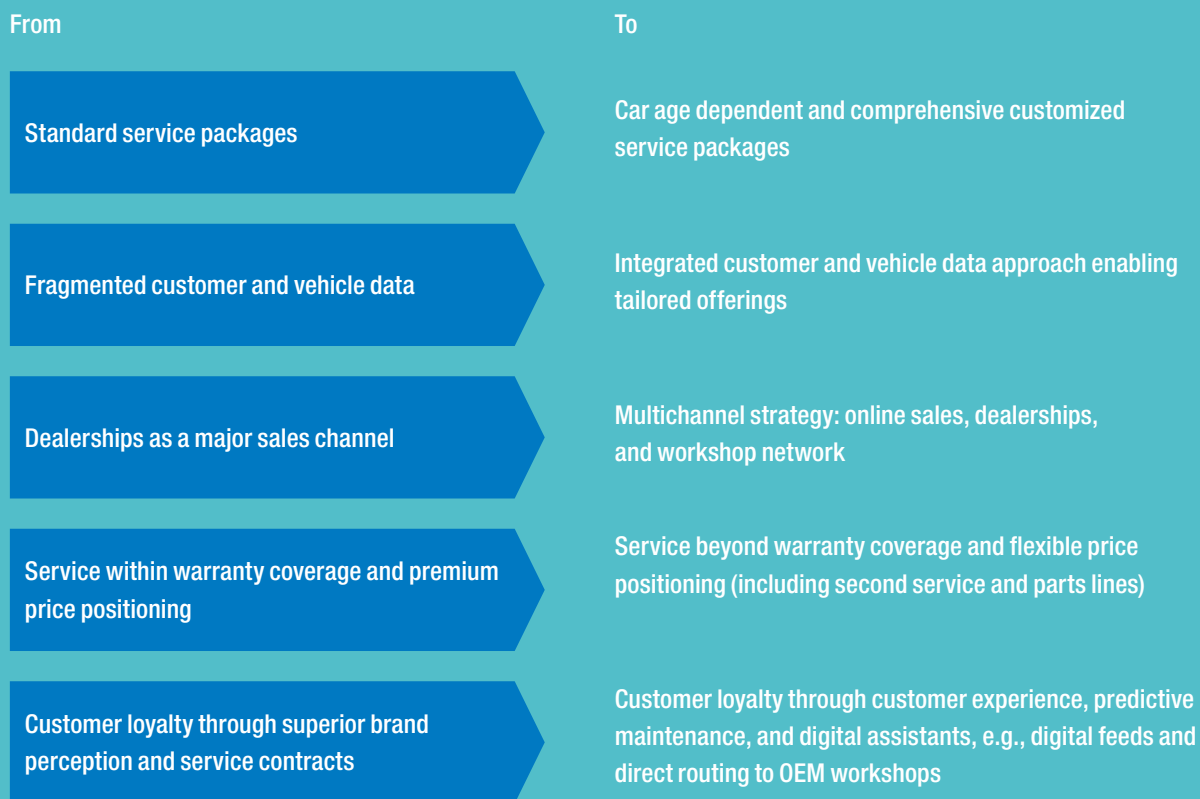 From
To
Standard service packages
Car age dependent and comprehensive customized
service packages
Fragmented customer and vehicle data
Integrated customer and vehicle data approach enabling
tailored offerings
Dealerships as a major sales channel
Multichannel strategy: online sales, dealerships,
and workshop network
Service within warranty coverage and premium
price positioning
Service beyond warranty coverage and flexible price
positioning (including second service and parts lines)
Customer loyalty through superior brand
perception and service contracts
Customer loyalty through customer experience, predictive
maintenance, and digital assistants, e.g., digital feeds and
direct routing to OEM workshops